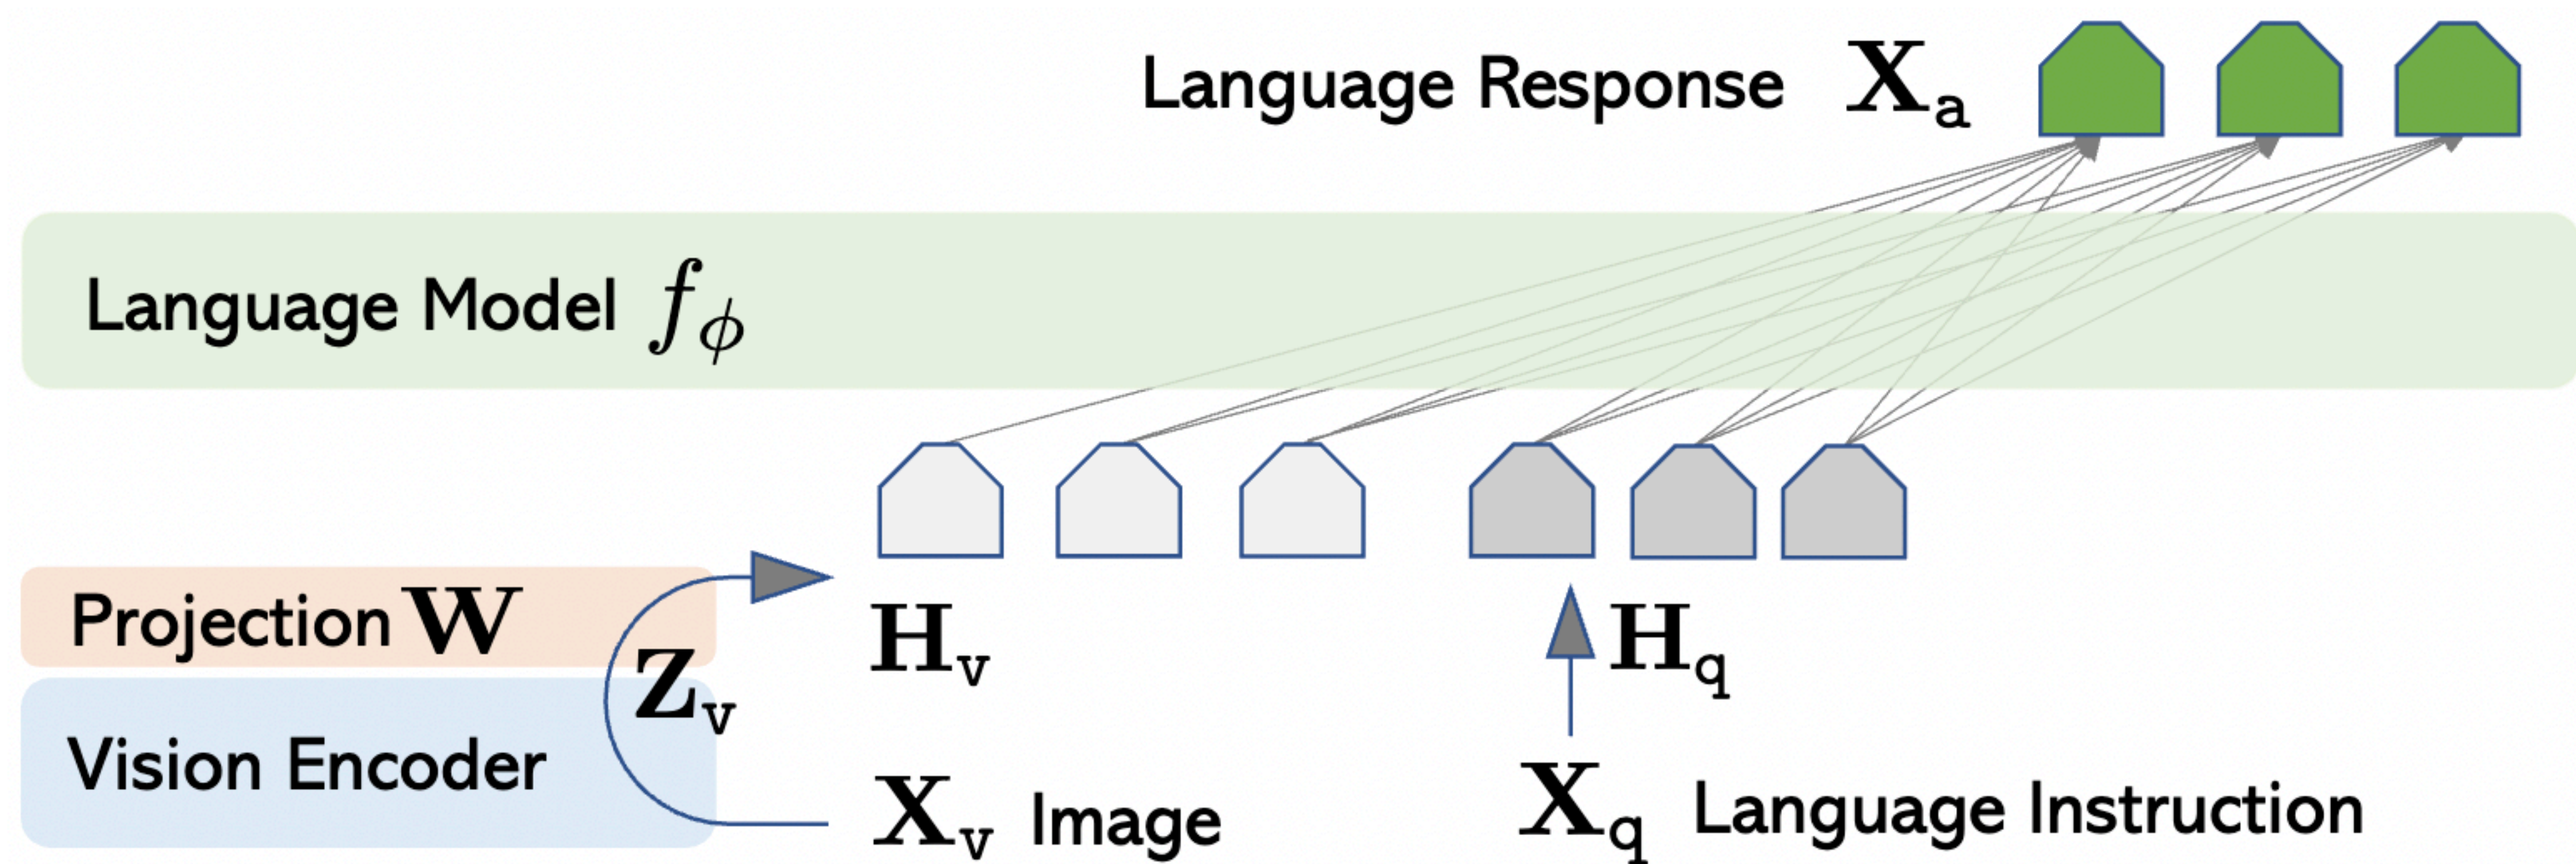 Language Response X_a
Language Model f_ϕ
Projection W
Z_v
H_v
H_q
Vision Encoder
X_v Image
X_q Language Instruction